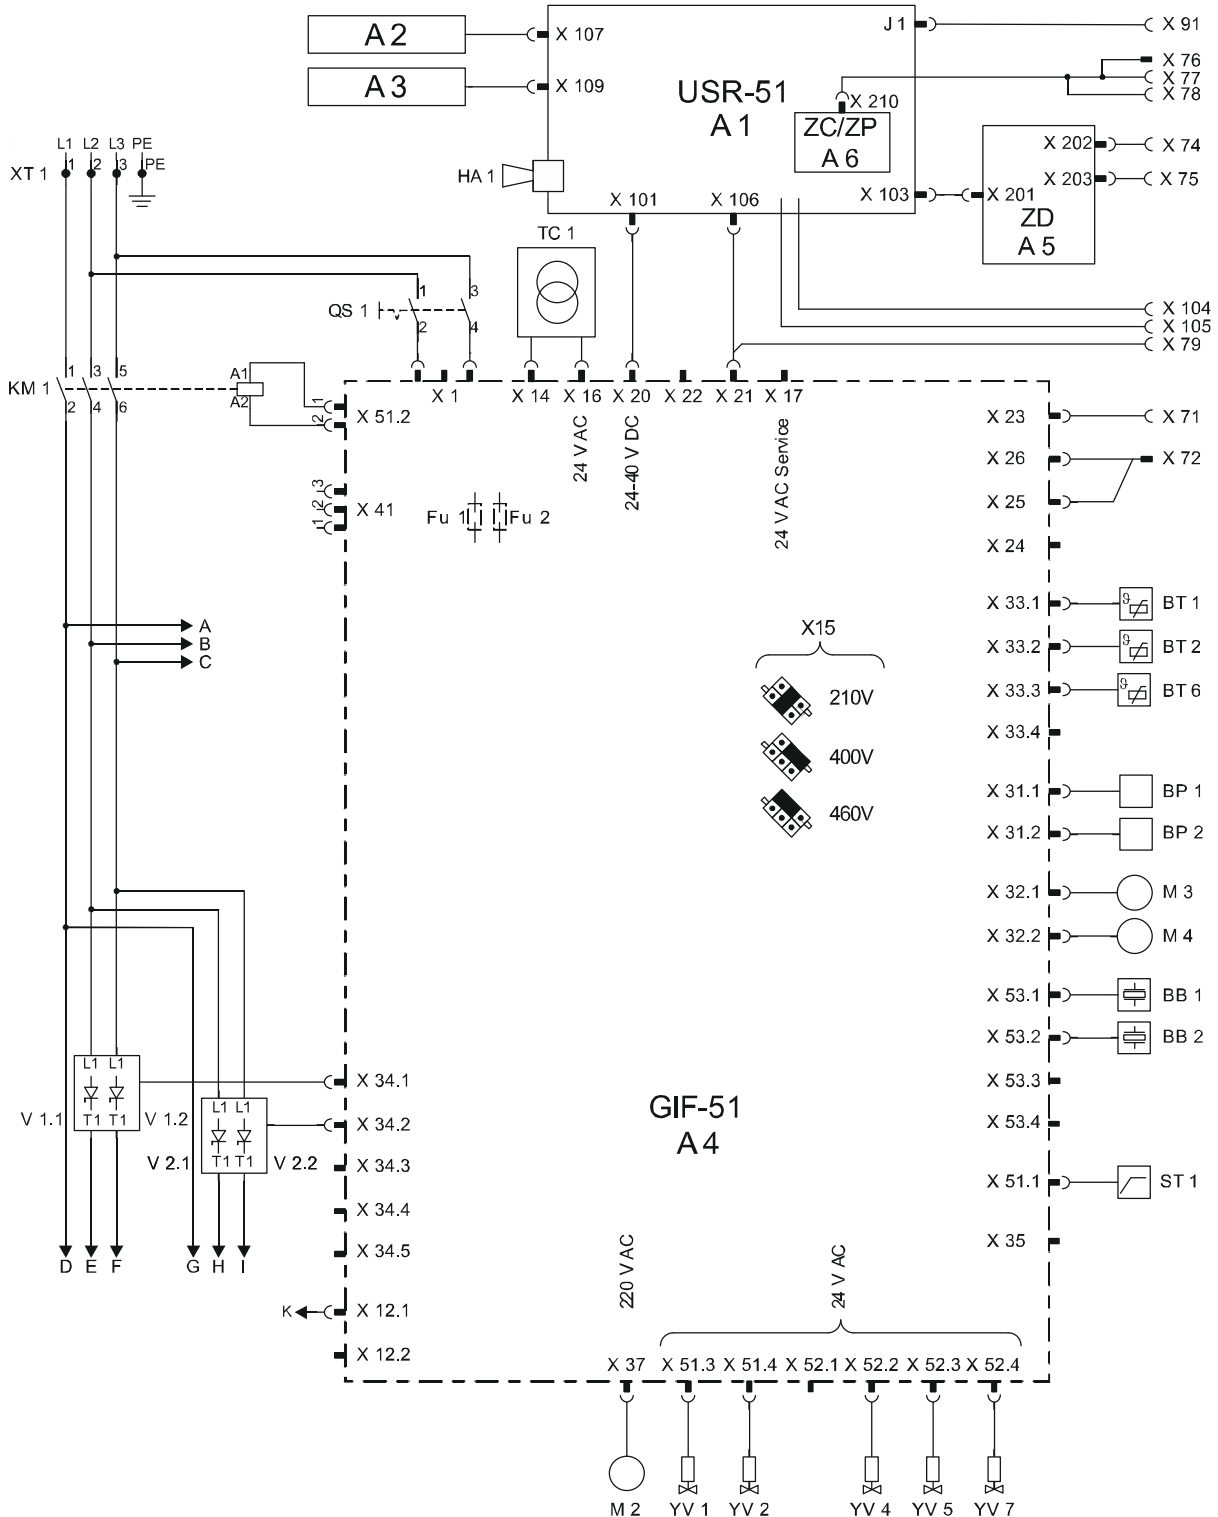 A 2
X 107
J 1
X 91
X 76
A 3
X 109
USR-51
A 1
X 77
X 78
X 210
ZC/ZP
A 6
L1 L2 L3 PE
1 2 3 PE
XT 1
X 202
X 74
X 203
X 75
HA 1
X 101
X 106
X 103
X 201
ZD
A 5
TC 1
1 3
QS 1
2 4
X 104
X 105
X 79
1 3 5
KM 1
2 4 6
A1
A2
1
2
X 51.2
X 1
X 14
X 16
X 20
X 22
X 21
X 17
24 V AC
24-40 V DC
24 V AC Service
X 23
X 71
X 26
X 72
X 25
X 24
3
2
1
X 41
Fu 1
Fu 2
X 33.1
BT 1
A
B
C
X15
X 33.2
BT 2
210V
X 33.3
BT 6
X 33.4
400V
X 31.1
BP 1
460V
X 31.2
BP 2
X 32.1
M 3
X 32.2
M 4
X 53.1
BB 1
X 53.2
BB 2
L1 L1
T1 T1
V 1.1
V 1.2
X 34.1
X 53.3
L1 L1
T1 T1
V 2.1
V 2.2
X 34.2
GIF-51
A 4
X 53.4
X 34.3
X 51.1
ST 1
X 34.4
X 34.5
X 35
D E F G H I
220 V AC
24 V AC
K
X 12.1
X 12.2
X 37
X 51.3
X 51.4
X 52.1
X 52.2
X 52.3
X 52.4
M 2
YV 1
YV 2
YV 4
YV 5
YV 7